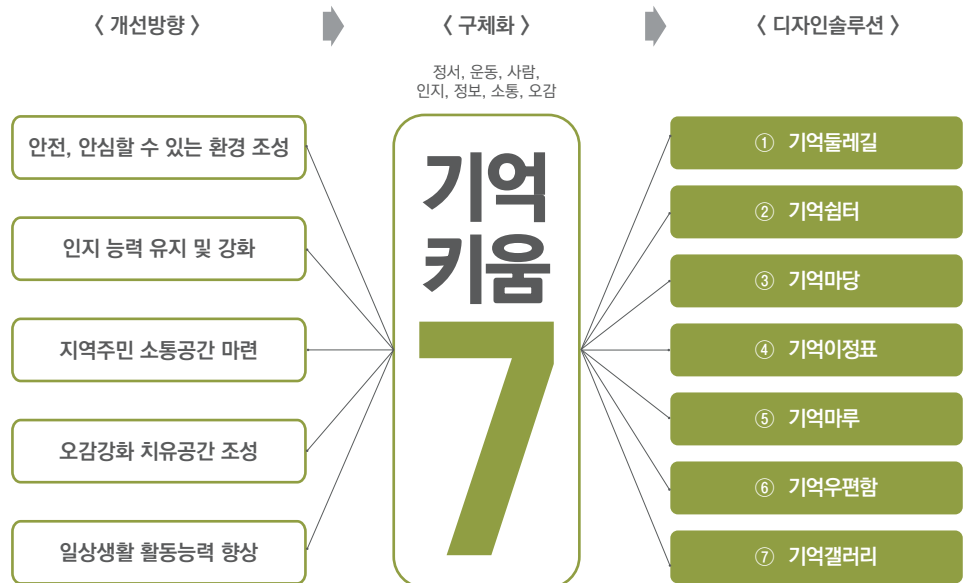 〈 개선방향 〉
〈 구체화 〉
〈 디자인솔루션 〉
정서, 운동, 사람,
인지, 정보, 소통, 오감
안전, 안심할 수 있는 환경 조성
인지 능력 유지 및 강화
지역주민 소통공간 마련
오감강화 치유공간 조성
일상생활 활동능력 향상
기억
키움
7
① 기억둘레길
② 기억쉼터
③ 기억마당
④ 기억이정표
⑤ 기억마루
⑥ 기억우편함
⑦ 기억갤러리